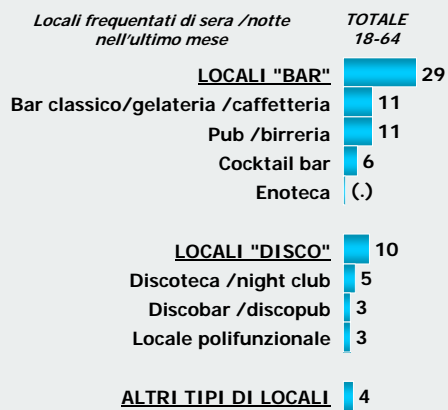 Locali frequentati di sera /notte
nell'ultimo mese
TOTALE
18-64
LOCALI "BAR" 29
Bar classico/gelateria /caffetteria 11
Pub /birreria 11
Cocktail bar 6
Enoteca (.)
LOCALI "DISCO" 10
Discoteca /night club 5
Discobar /discopub 3
Locale polifunzionale 3
ALTRI TIPI DI LOCALI 4